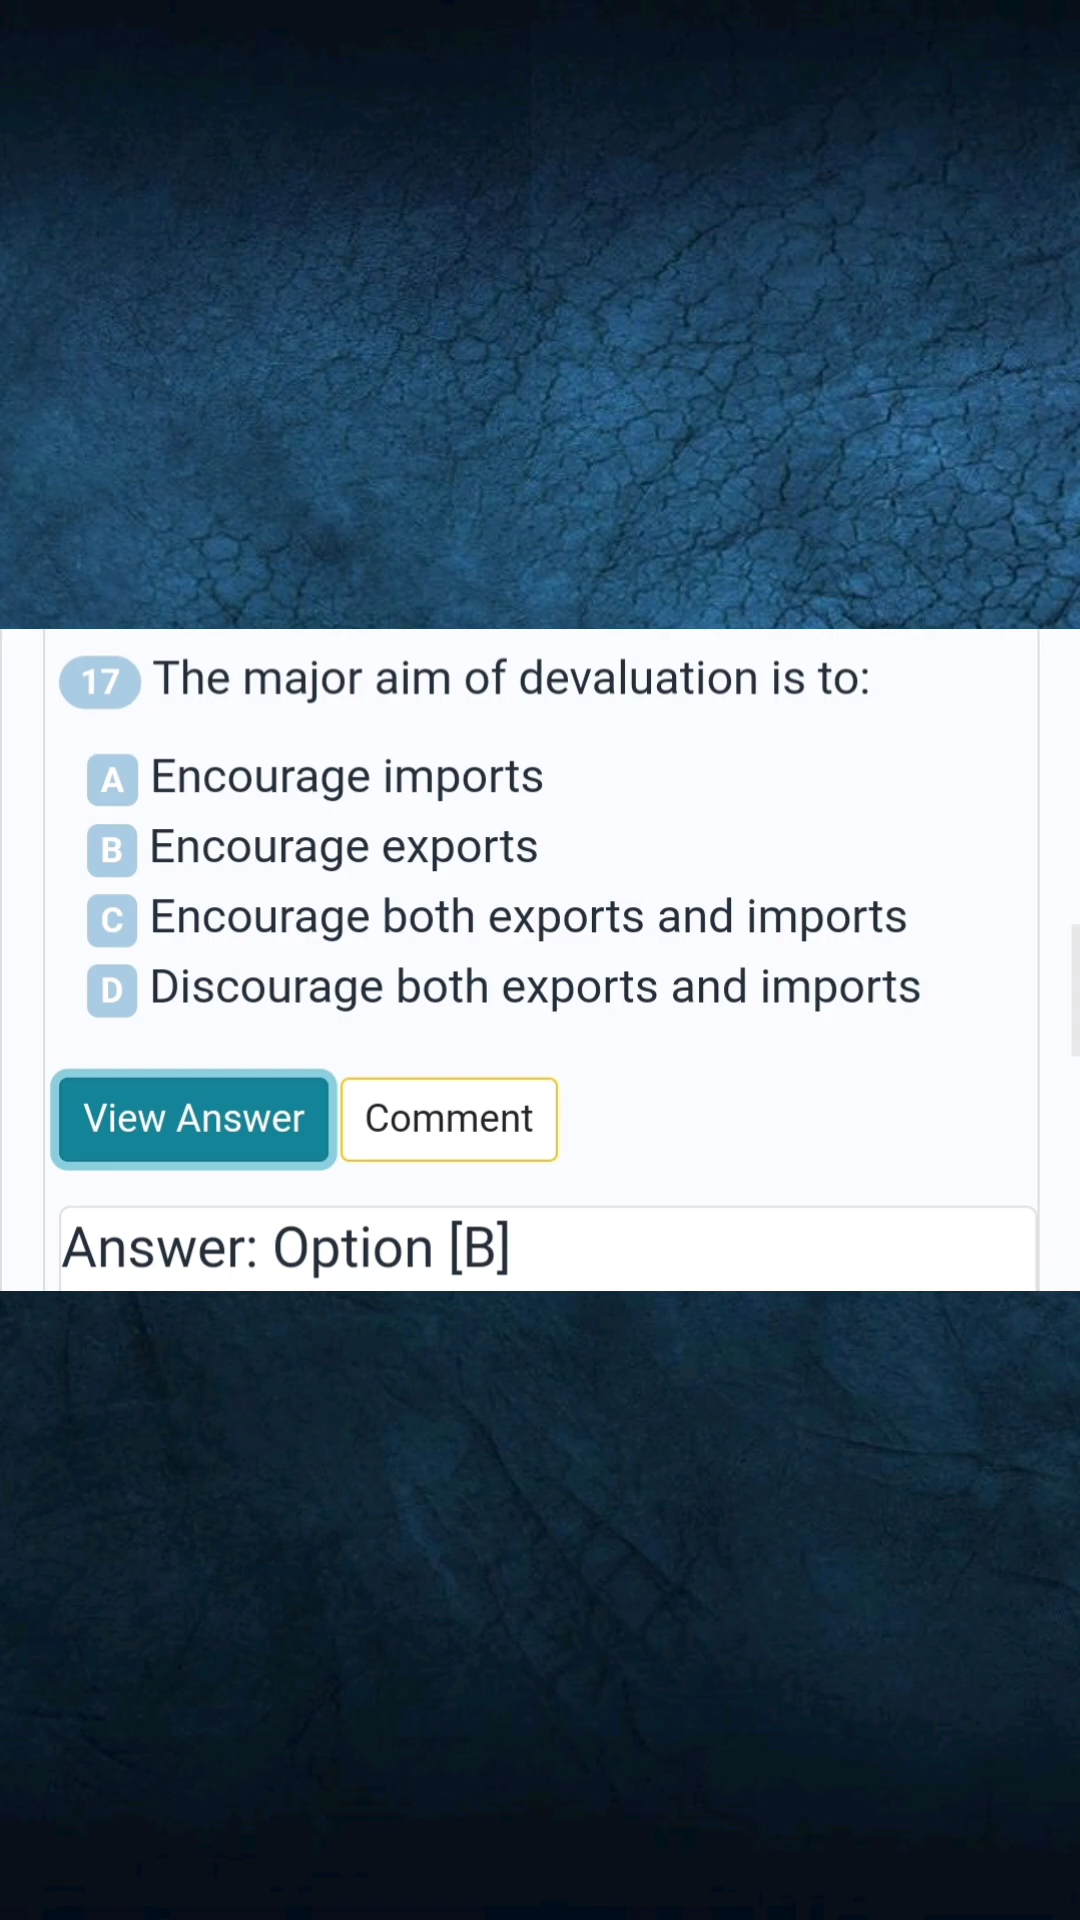 17 The major aim of devaluation is to:
A Encourage imports
B Encourage exports
C Encourage both exports and imports
D Discourage both exports and imports
View Answer Comment
Answer: Option [B]